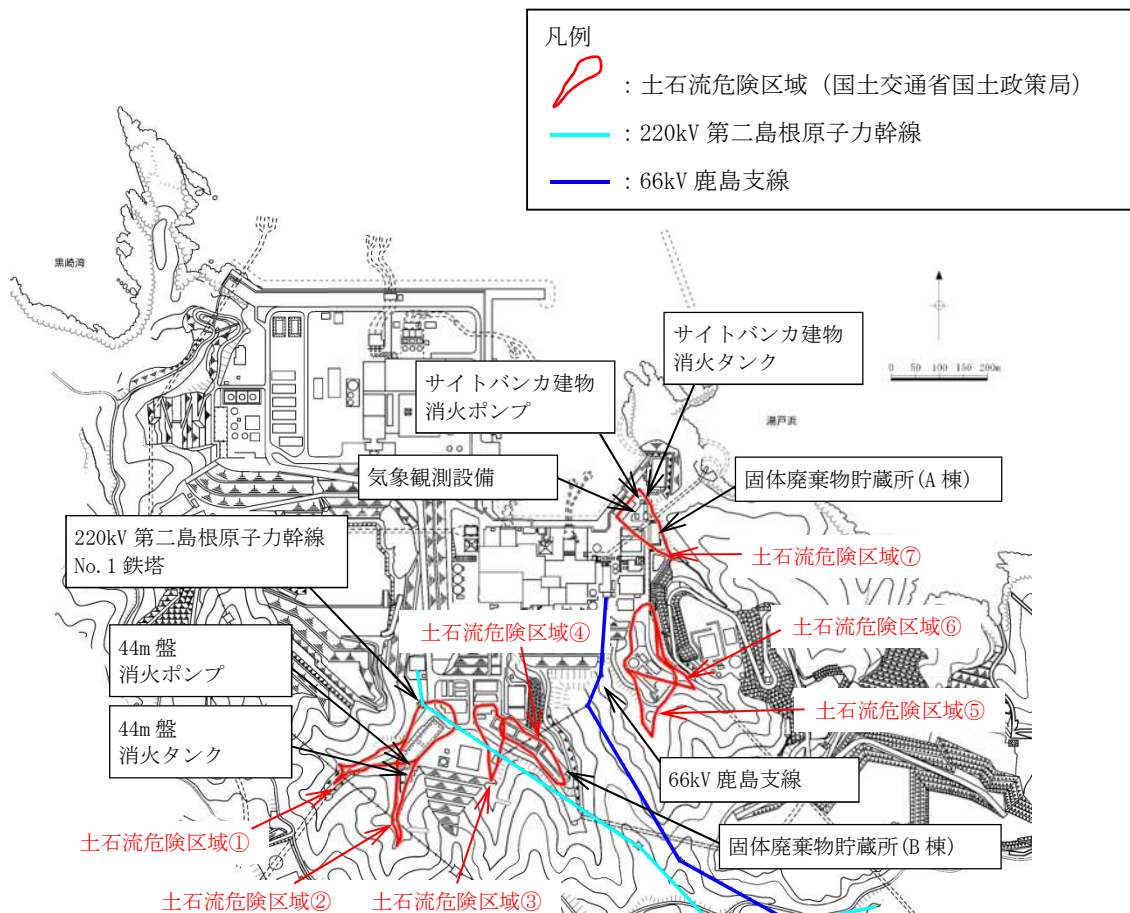 凡例
：土石流危険区域（国土交通省国土政策局）
：220kV 第二島根原子力幹線
：66kV 鹿島支線
黒崎湾
サイトバンカ建物
消火タンク
サイトバンカ建物
消火ポンプ
0 50 100 150 200m
湯戸浜
気象観測設備
固体廃棄物貯蔵所(A 棟)
220kV 第二島根原子力幹線
No.1 鉄塔
土石流危険区域⑦
44m 盤
消火ポンプ
土石流危険区域④
土石流危険区域⑥
44m 盤
消火タンク
土石流危険区域⑤
66kV 鹿島支線
土石流危険区域①
固体廃棄物貯蔵所(B 棟)
土石流危険区域②
土石流危険区域③